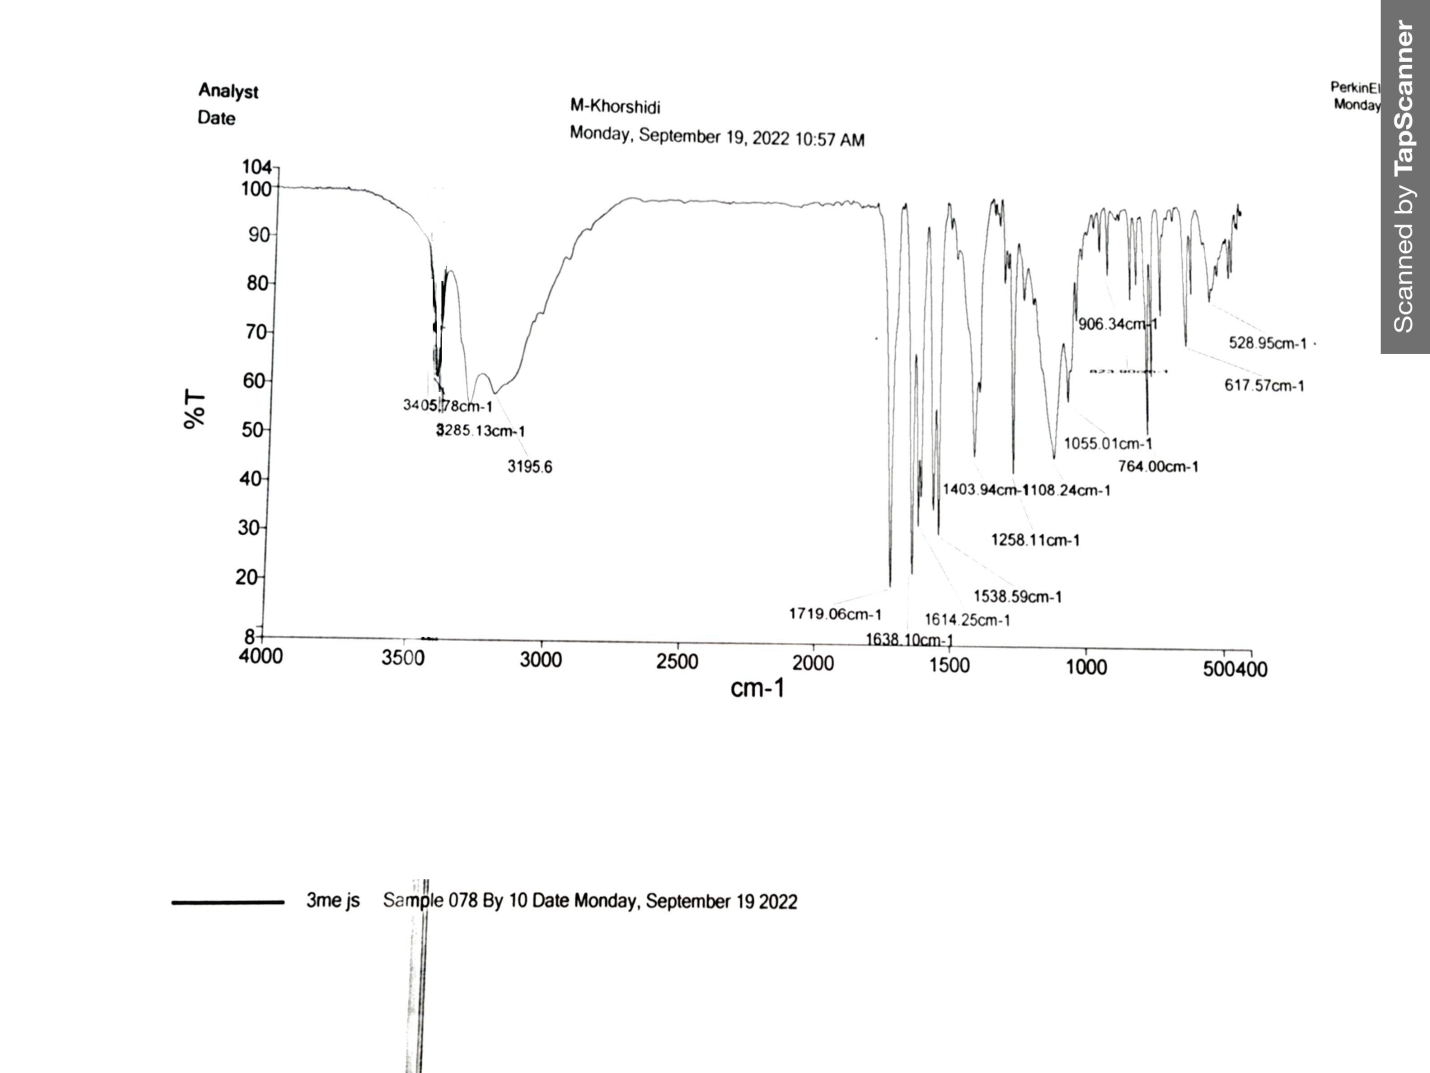 Analyst
Date
M-Khorshidi
Monday, September 19, 2022 10:57 AM
PerkinEl
Monday
Scanned by TapScanner
104
100
90
80
70
60
50
40
30
20
8
%T
4000
3500
3000
2500
2000
1500
1000
500400
cm-1
3405.78cm-1
3285.13cm-1
3195.6
1719.06cm-1
1638.10cm-1
1614.25cm-1
1538.59cm-1
1403.94cm-1
1258.11cm-1
1108.24cm-1
1055.01cm-1
906.34cm-1
764.00cm-1
617.57cm-1
528.95cm-1
3me js Sample 078 By 10 Date Monday, September 19 2022